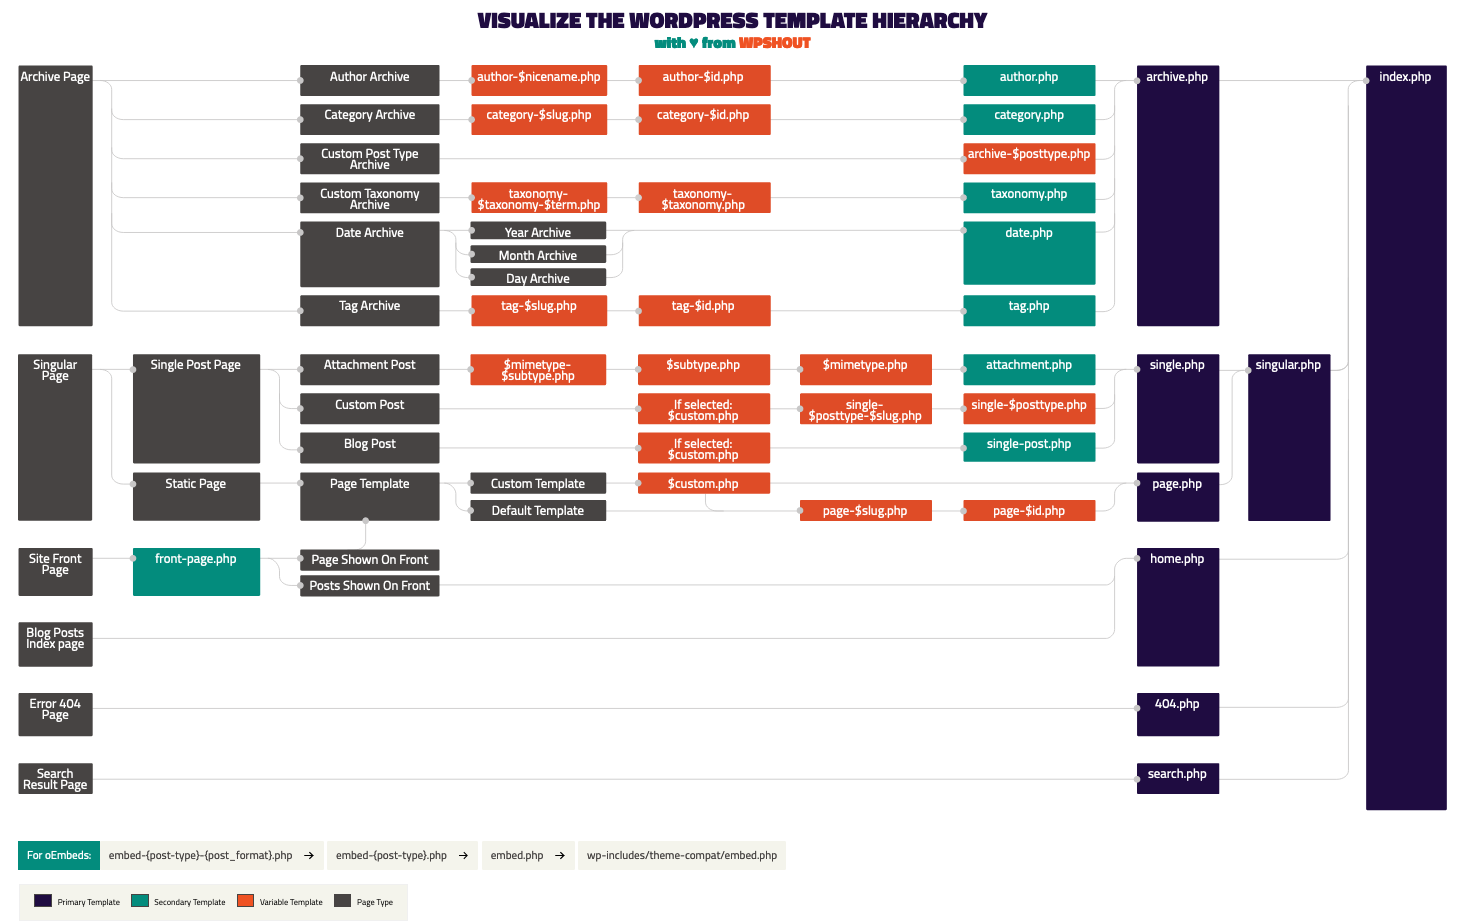 VISUALIZE THE WORDPRESS TEMPLATE HIERARCHY
with ♥ from WPSHOUT
Archive Page
Author Archive
author-$nicename.php
author-$id.php
author.php
archive.php
index.php
Category Archive
category-$slug.php
category-$id.php
category.php
Custom Post Type
Archive
archive-$posttype.php
Custom Taxonomy
Archive
taxonomy-
$taxonomy-$term.php
taxonomy-
$taxonomy.php
taxonomy.php
Date Archive
Year Archive
Month Archive
Day Archive
date.php
Tag Archive
tag-$slug.php
tag-$id.php
tag.php
Singular
Page
Single Post Page
Attachment Post
$mimetype-
$subtype.php
$subtype.php
$mimetype.php
attachment.php
single.php
singular.php
Custom Post
If selected:
$custom.php
single-
$posttype-$slug.php
single-$posttype.php
Blog Post
If selected:
$custom.php
single-post.php
Static Page
Page Template
Custom Template
$custom.php
page.php
Default Template
page-$slug.php
page-$id.php
Site Front
Page
front-page.php
Page Shown On Front
Posts Shown On Front
home.php
Blog Posts
Index page
Error 404
Page
404.php
Search
Result Page
search.php
For oEmbeds:
embed-{post-type}-{post_format}.php →
embed-{post-type}.php →
embed.php →
wp-includes/theme-compat/embed.php
Primary Template
Secondary Template
Variable Template
Page Type